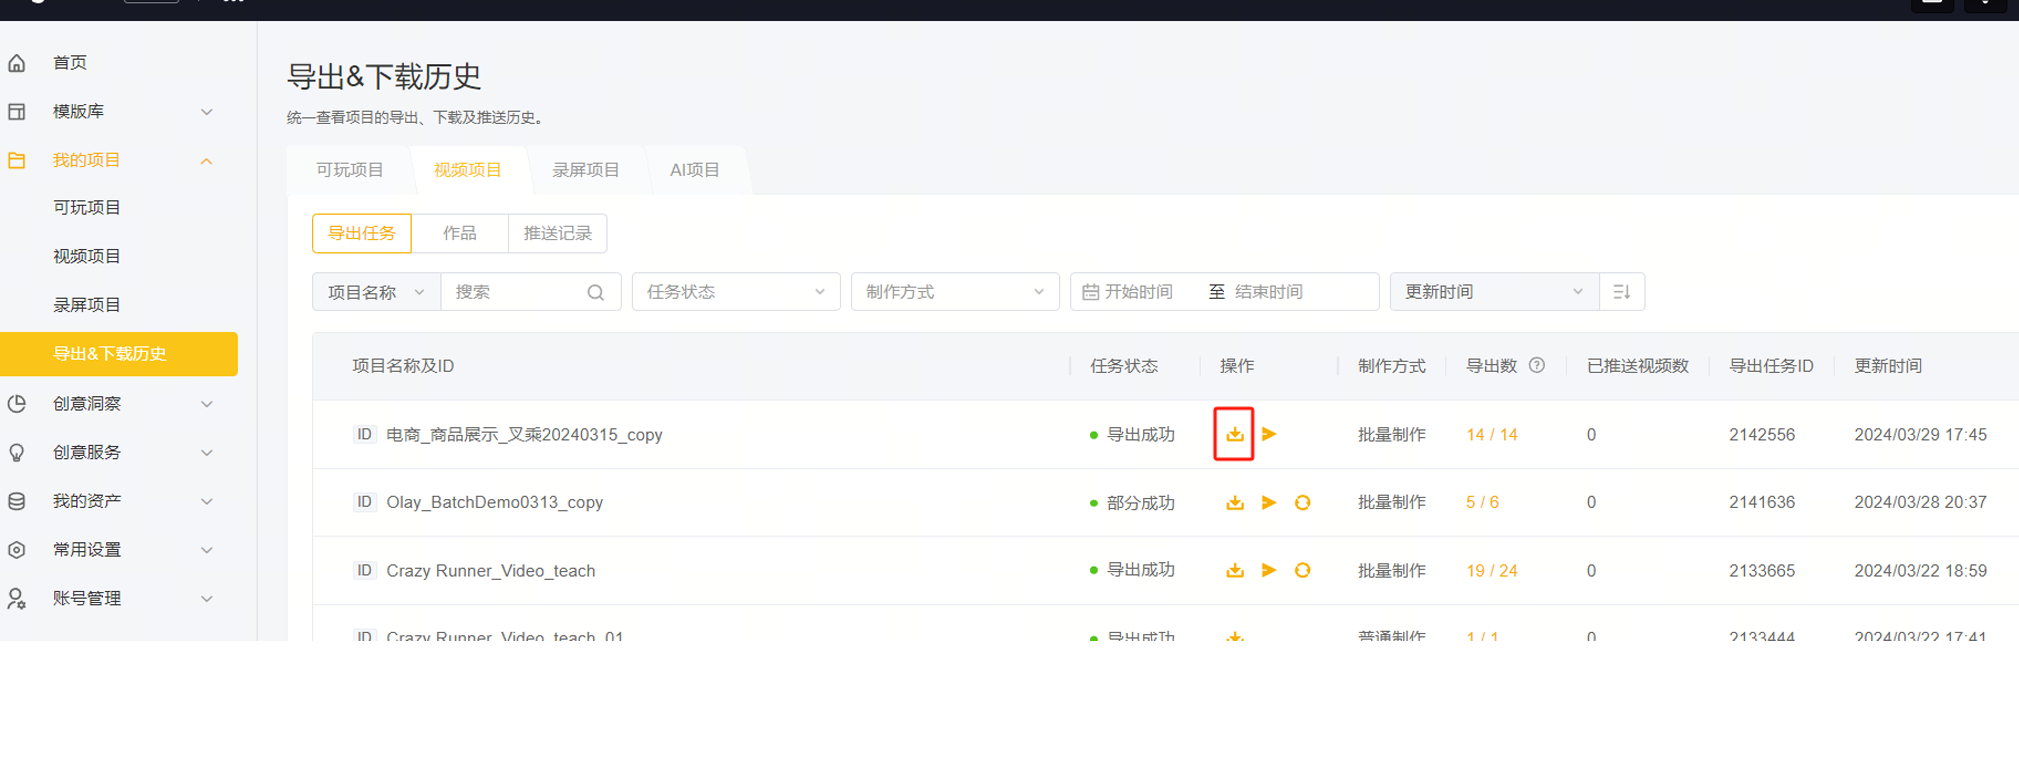 首页
模版库
我的项目
可玩项目
视频项目
录屏项目
导出&下载历史
创意洞察
创意服务
我的资产
常用设置
账号管理
导出&下载历史
统一查看项目的导出、下载及推送历史。
可玩项目 视频项目 录屏项目 AI项目
导出任务 作品 推送记录
项目名称 搜索 任务状态 制作方式 开始时间 至 结束时间 更新时间
项目名称及ID 任务状态 操作 制作方式 导出数 已推送视频数 导出任务ID 更新时间
ID 电商_商品展示_叉乘20240315_copy 导出成功 批量制作 14 / 14 0 2142556 2024/03/29 17:45
ID Olay_BatchDemo0313_copy 部分成功 批量制作 5 / 6 0 2141636 2024/03/28 20:37
ID Crazy Runner_Video_teach 导出成功 批量制作 19 / 24 0 2133665 2024/03/22 18:59
ID Crazy Runner_Video_teach_01 导出成功 普通制作 1 / 1 0 2133444 2024/03/22 17:41